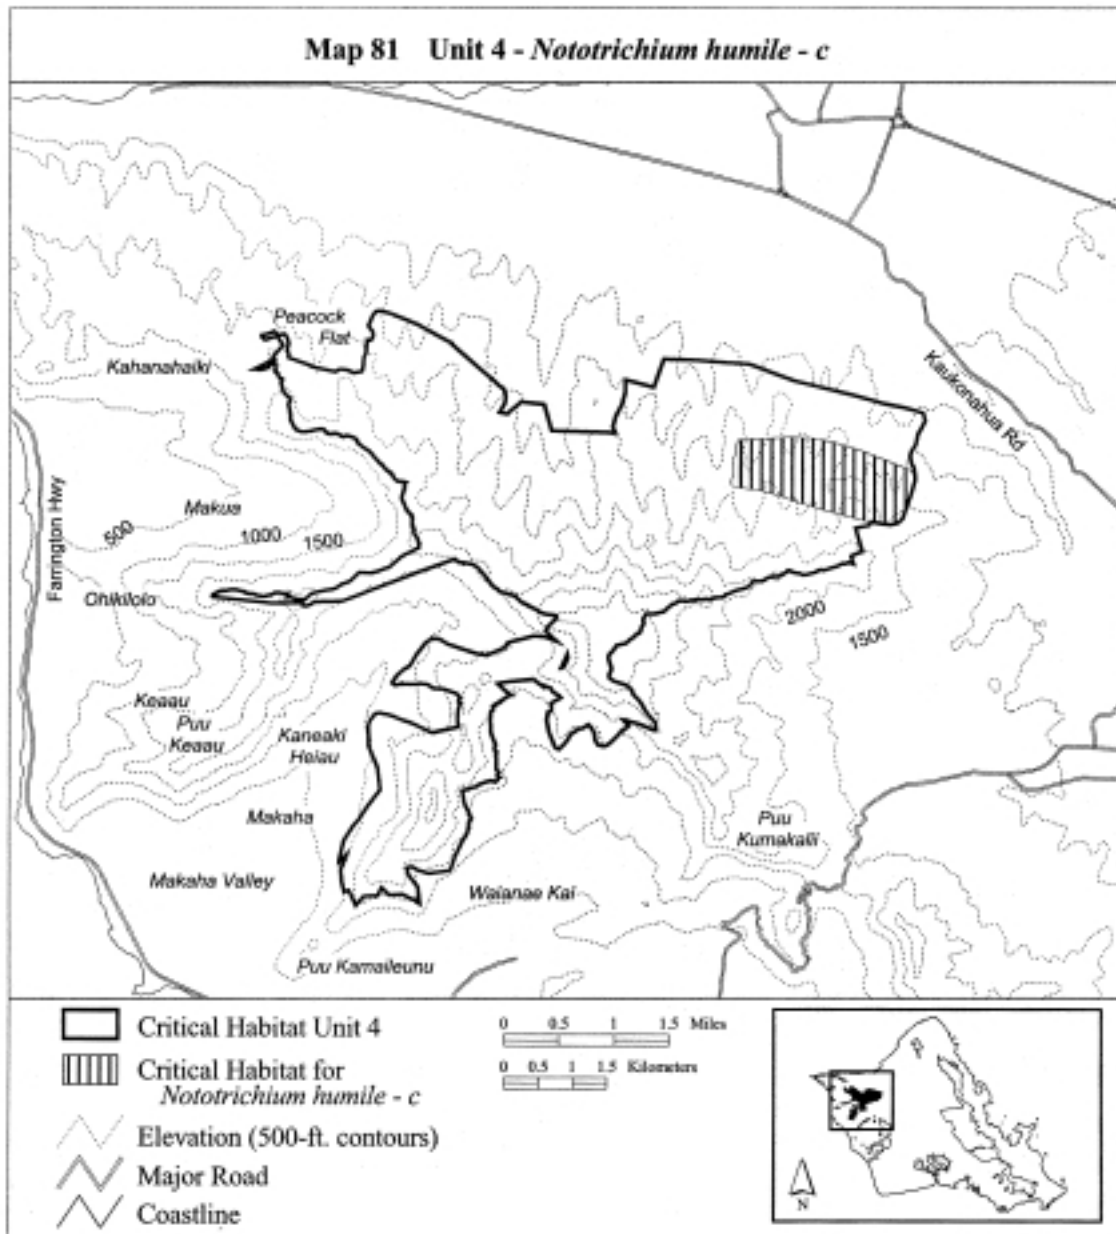 Map 81 Unit 4 - Nototrichium humile - c
Peacock
Flat
Kahanahaiki
Kaukonahua Rd
Farrington Hwy
Makua
500
1000
1500
Ohikilolo
2000
1500
Keaau
Puu
Keaau
Kaneaki
Heiau
Makaha
Puu
Kumakalii
Makaha Valley
Waianae Kai
Puu Kamaileunu
Critical Habitat Unit 4
Critical Habitat for
Nototrichium humile - c
Elevation (500-ft. contours)
Major Road
Coastline
0 0.5 1 1.5 Miles
0 0.5 1 1.5 Kilometers
N